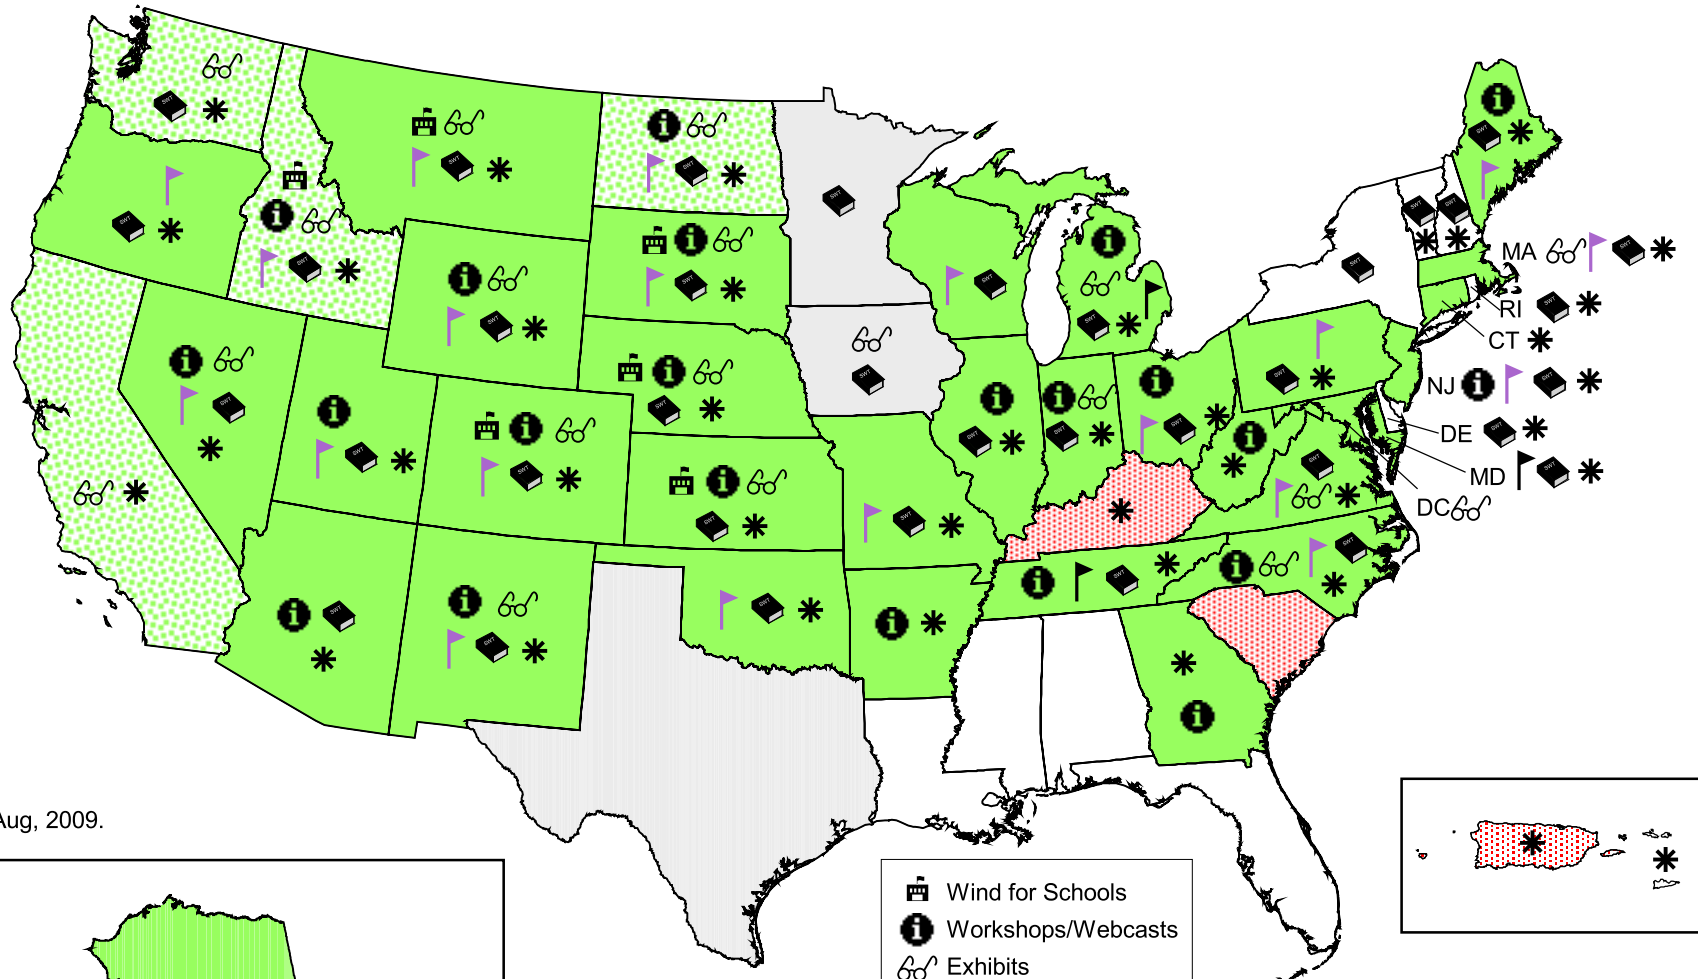 MA
RI
CT
NJ
DE
MD
DC
Aug, 2009.
Wind for Schools
Workshops/Webcasts
Exhibits